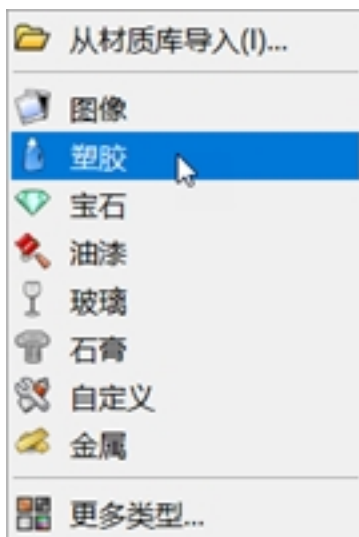 从材质库导入(I)...
图像
塑胶
宝石
油漆
玻璃
石膏
自定义
金属
更多类型...